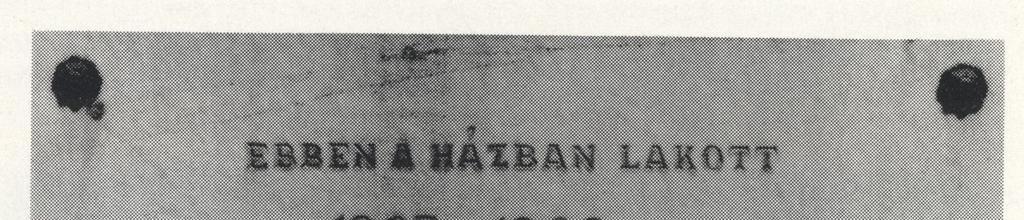 EBBEN A HÁZBAN LAKOTT